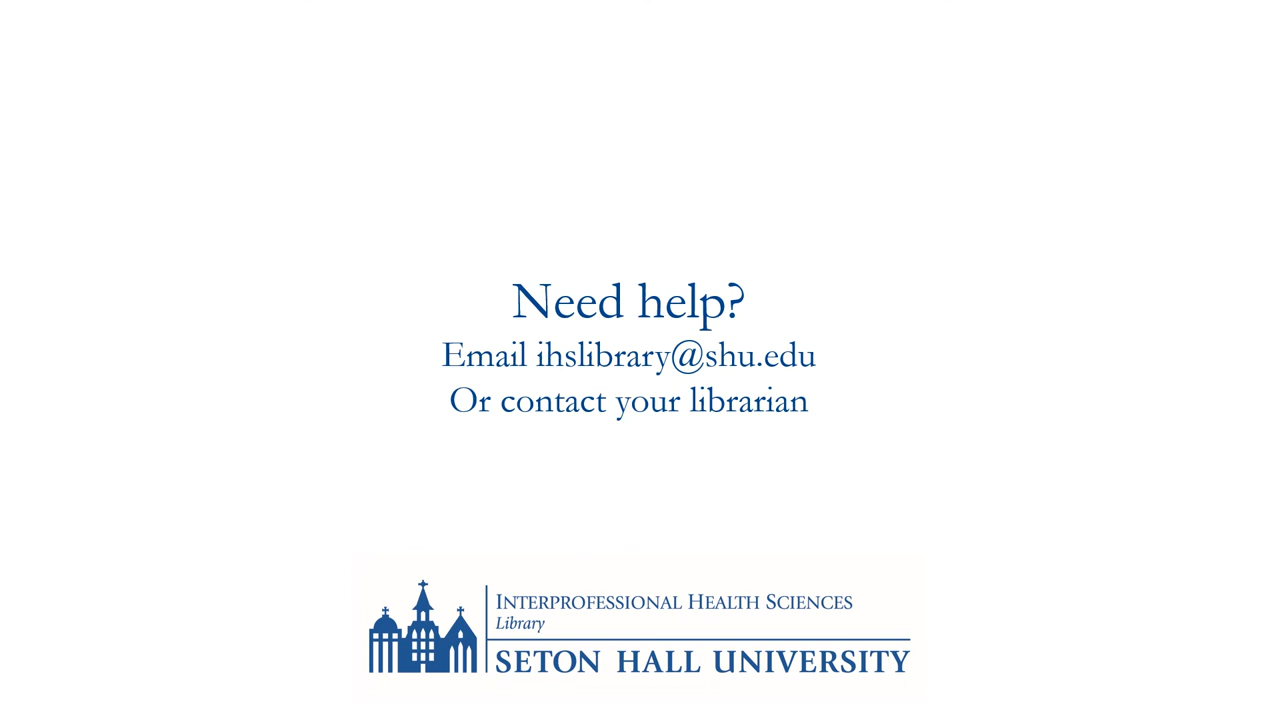 Need help?
Email ihslibrary@shu.edu
Or contact your librarian
INTERPROFESSIONAL HEALTH SCIENCES
Library
SETON HALL UNIVERSITY